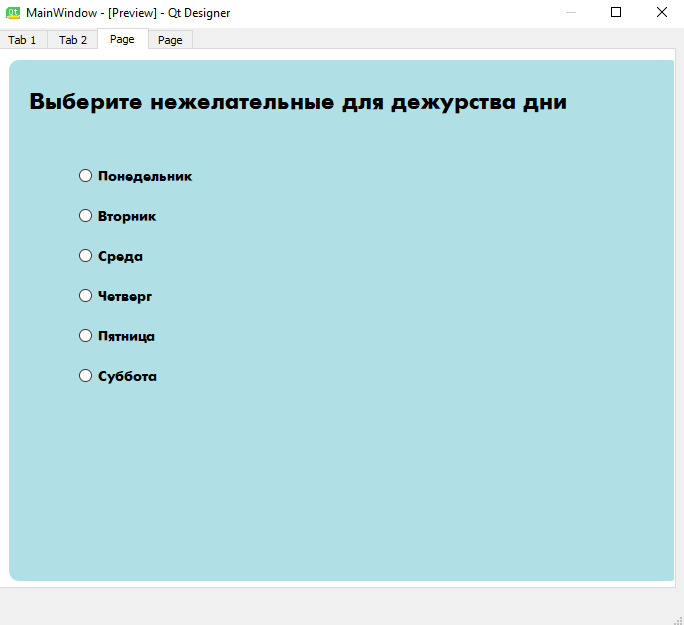 MainWindow - [Preview] - Qt Designer
Tab 1 Tab 2 Page Page
Выберите нежелательные для дежурства дни
Понедельник
Вторник
Среда
Четверг
Пятница
Суббота